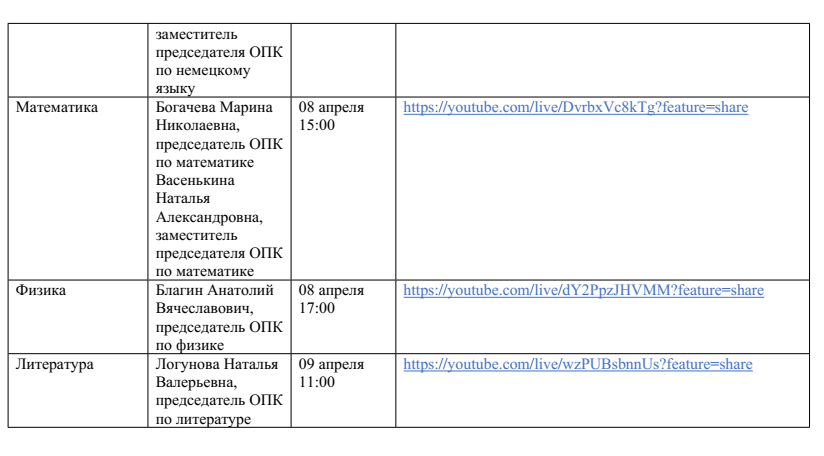 заместитель
председателя ОПК
по немецкому
языку
Математика
Богачева Марина
Николаевна,
председатель ОПК
по математике
Васенькина
Наталья
Александровна,
заместитель
председателя ОПК
по математике
08 апреля
15:00
https://youtube.com/live/DvrbxVc8kTg?feature=share
Физика
Благин Анатолий
Вячеславович,
председатель ОПК
по физике
08 апреля
17:00
https://youtube.com/live/dY2PpzJHVMM?feature=share
Литература
Логунова Наталья
Валерьевна,
председатель ОПК
по литературе
09 апреля
11:00
https://youtube.com/live/wzPUBsbnnUs?feature=share